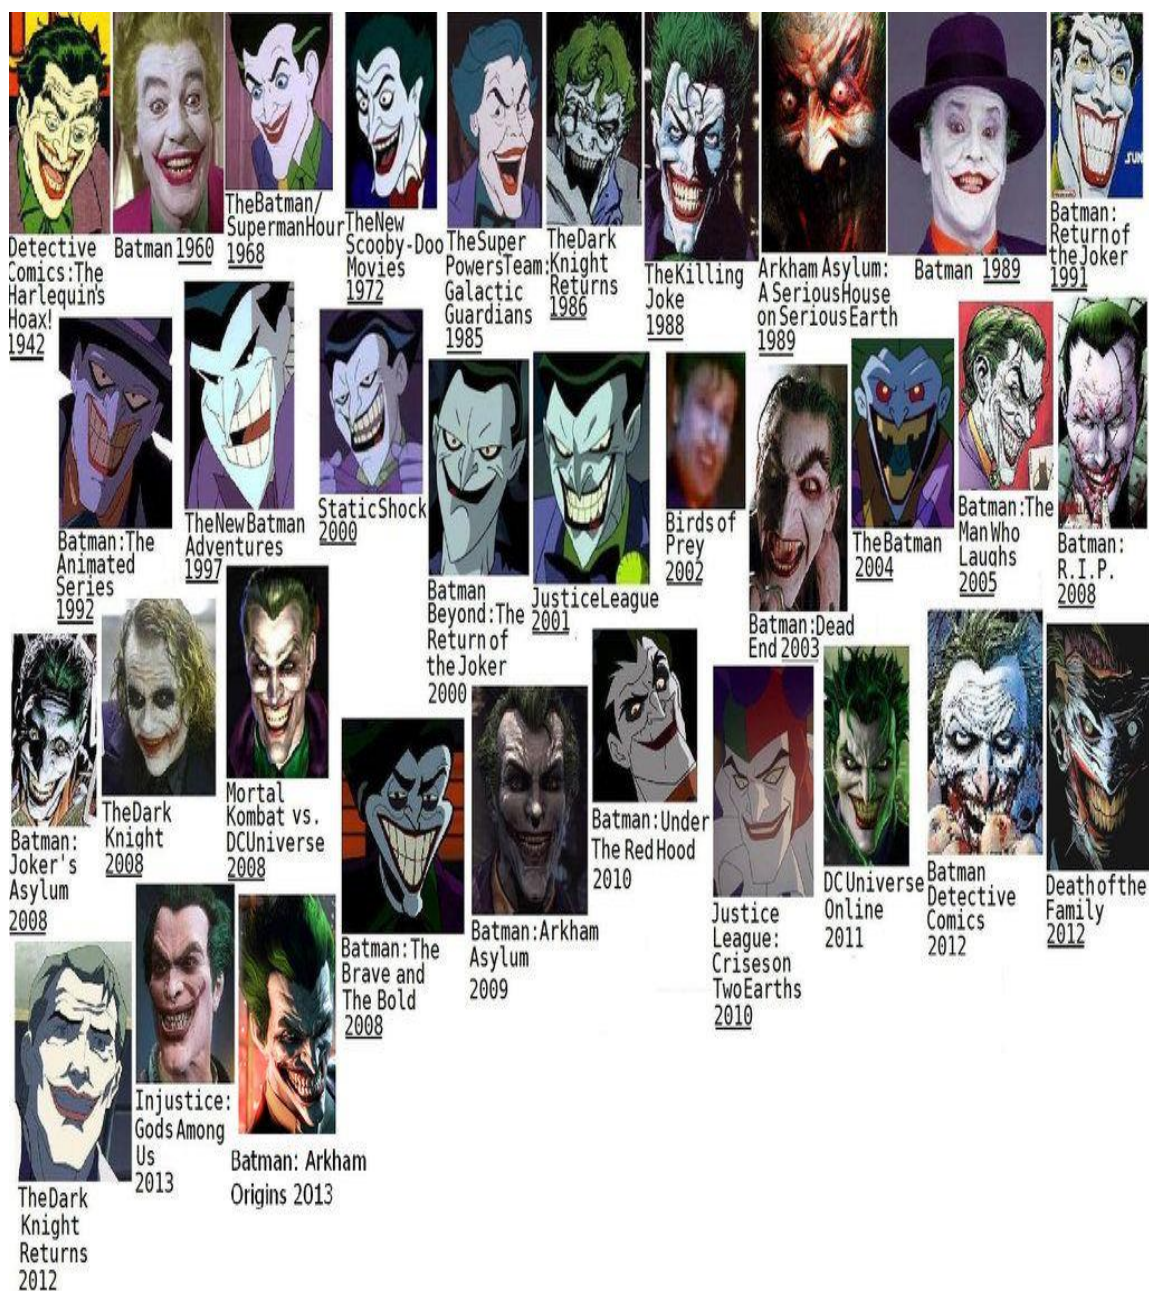 Detective
Comics: The
Harlequin's
Hoax!
1942
Batman 1960
The Batman/
Superman Hour
1968
The New
Scooby-Doo
Movies
1972
The Super
Powers Team:
Galactic
Guardians
1985
The Dark
Knight
Returns
1986
The Killing
Joke
1988
Arkham Asylum:
A Serious House
on Serious Earth
1989
Batman 1989
SUN
Batman:
Return of
the Joker
1991
Batman: The
Animated
Series
1992
The New Batman
Adventures
1997
Static Shock
2000
Batman
Beyond: The
Return of
the Joker
2000
Justice League
2001
Birds of
Prey
2002
Batman: Dead
End 2003
The Batman
2004
Batman: The
Man Who
Laughs
2005
Batman:
R.I.P.
2008
Batman:
Joker's
Asylum
2008
The Dark
Knight
2008
Mortal
Kombat vs.
DC Universe
2008
Batman: The
Brave and
The Bold
2008
Batman: Arkham
Asylum
2009
Batman: Under
The Red Hood
2010
Justice
League:
Crises on
Two Earths
2010
DC Universe
Online
2011
Batman
Detective
Comics
2012
Death of the
Family
2012
The Dark
Knight
Returns
2012
Injustice:
Gods Among
Us
2013
Batman: Arkham
Origins 2013